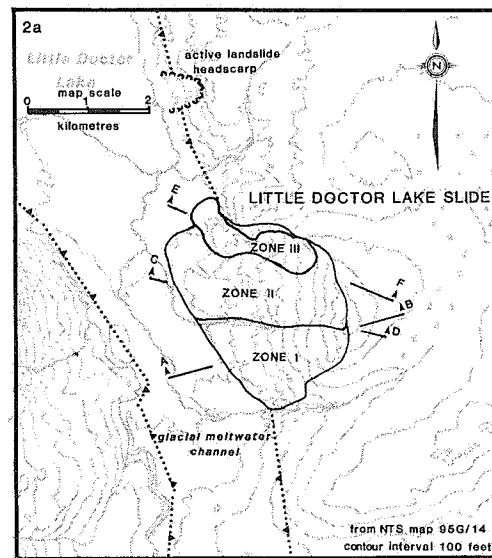 2a
Little Doctor
Lake
active landslide
headscarp
map scale
0 1 2
kilometres
N
LITTLE DOCTOR LAKE SLIDE
E
ZONE III
C
F
ZONE II
B
D
ZONE I
A
glacial meltwater
channel
from NTS map 95G/14
contour interval 100 feet